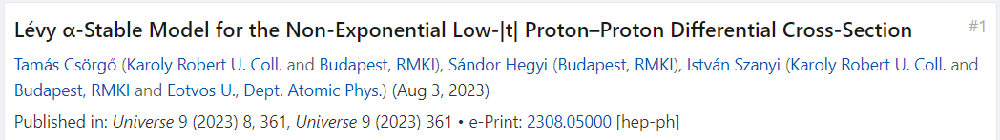 Lévy α-Stable Model for the Non-Exponential Low-|t| Proton–Proton Differential Cross-Section #1
Tamás Csörgő (Karoly Robert U. Coll. and Budapest, RMKI), Sándor Hegyi (Budapest, RMKI), István Szanyi (Karoly Robert U. Coll. and
Budapest, RMKI and Eotvos U., Dept. Atomic Phys.) (Aug 3, 2023)
Published in: Universe 9 (2023) 8, 361, Universe 9 (2023) 361 • e-Print: 2308.05000 [hep-ph]